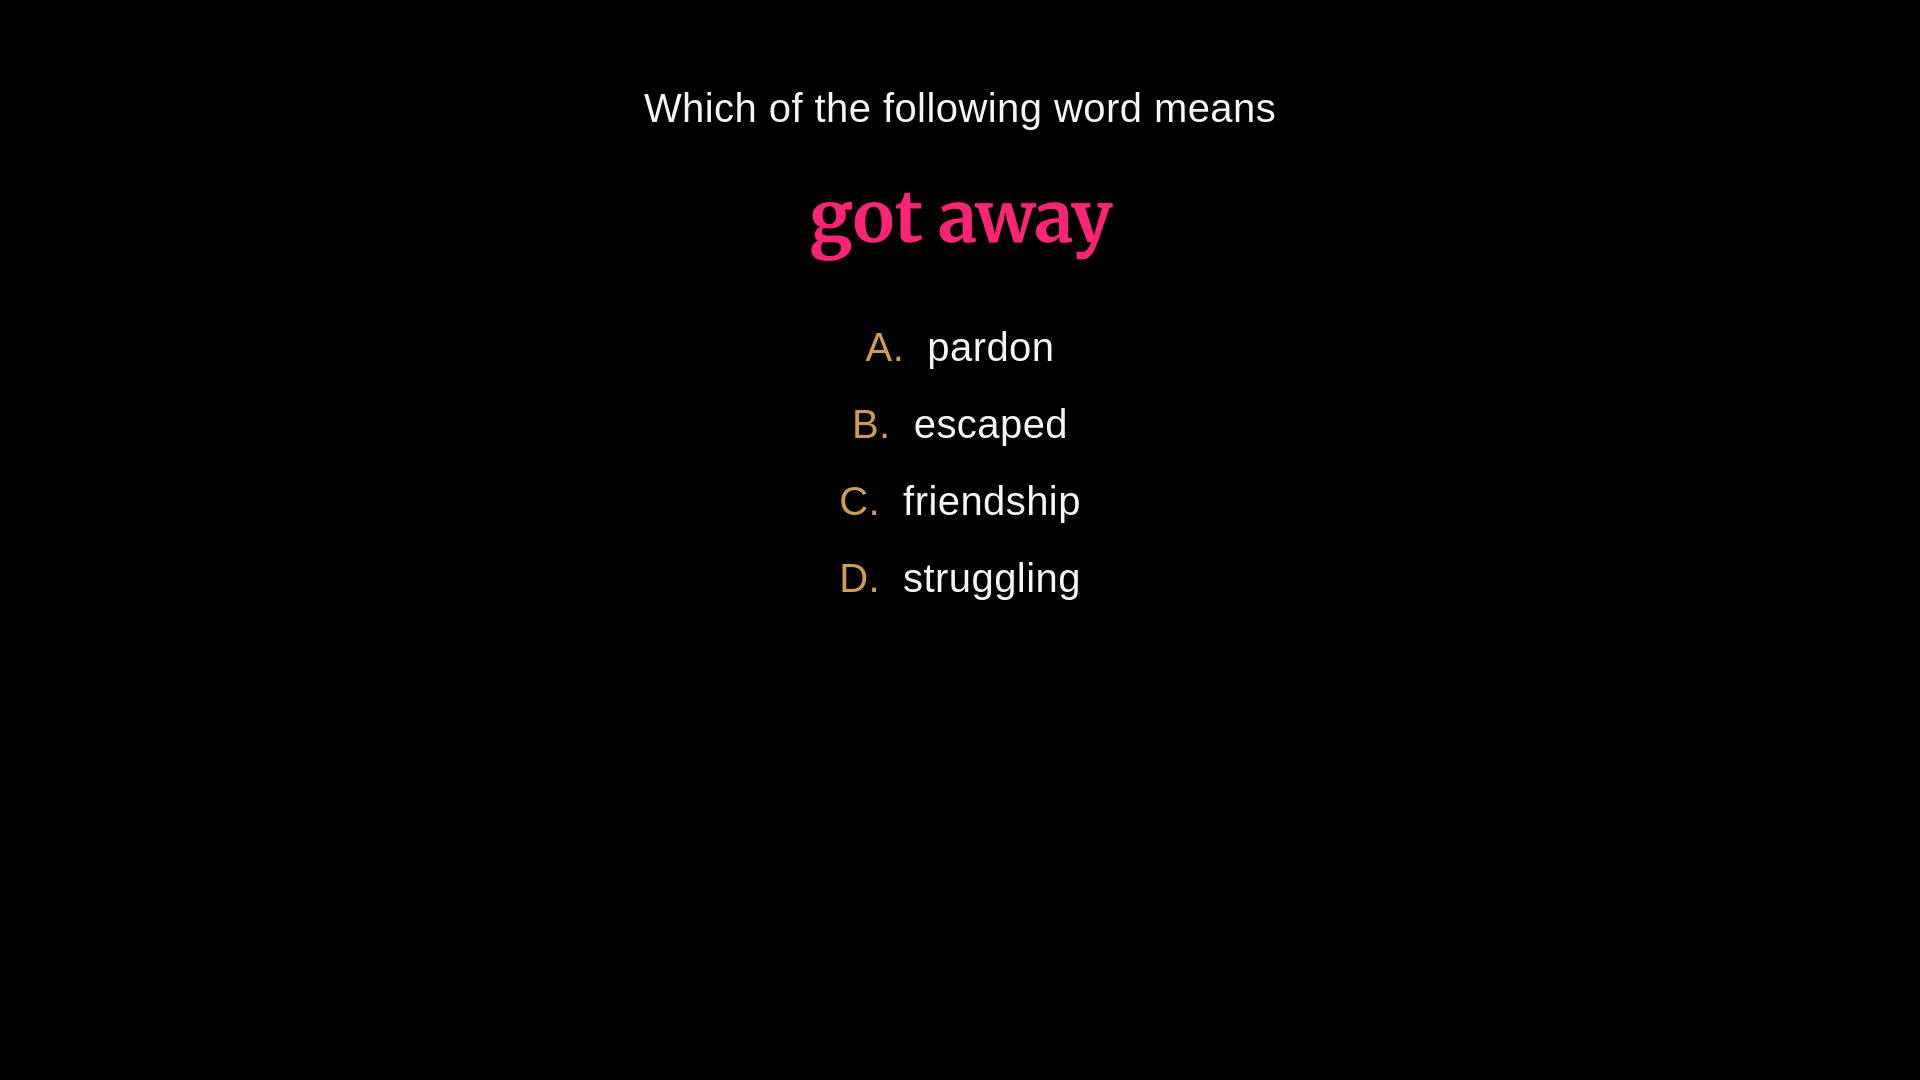 Which of the following word means
got away
A. pardon
B. escaped
C. friendship
D. struggling